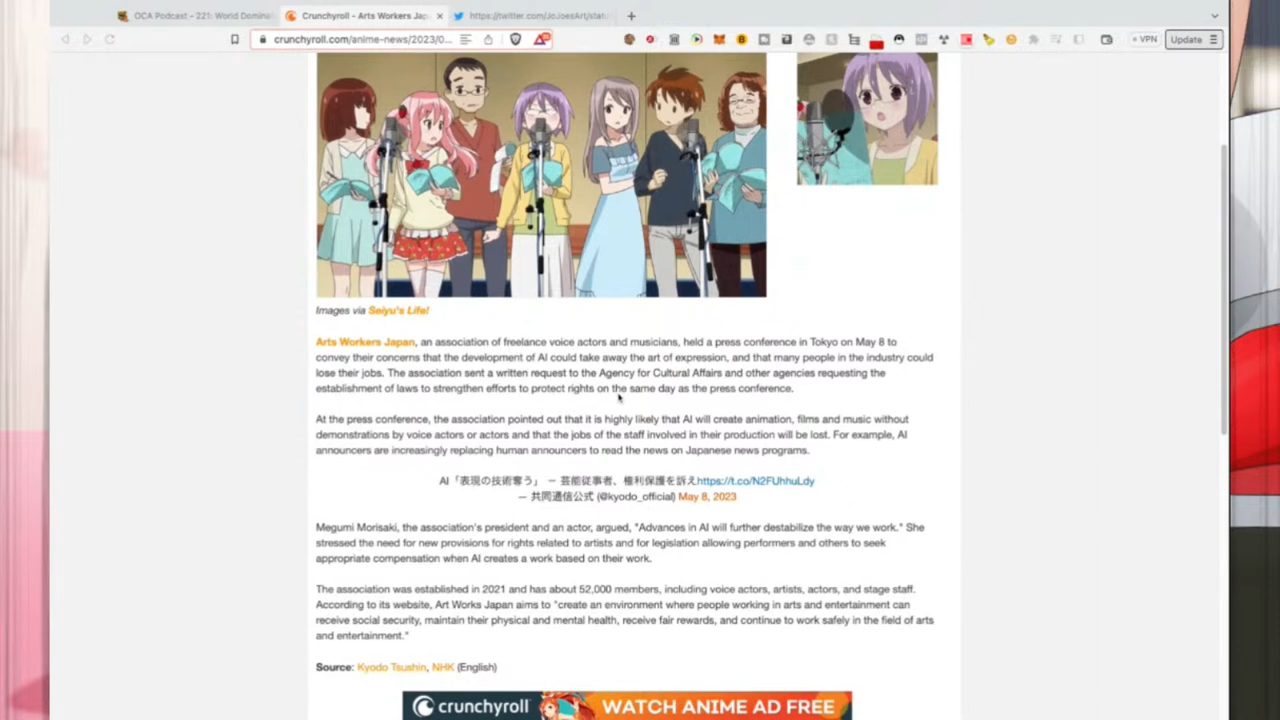 OCA Podcast - 221: World Domina
Crunchyroll - Arts Workers Jap
https://twitter.com/JoJoesArt/statu
crunchyroll.com/anime-news/2023/0...
VPN
Update
Images via Seiyu's Life!
Arts Workers Japan, an association of freelance voice actors and musicians, held a press conference in Tokyo on May 8 to
convey their concerns that the development of AI could take away the art of expression, and that many people in the industry could
lose their jobs. The association sent a written request to the Agency for Cultural Affairs and other agencies requesting the
establishment of laws to strengthen efforts to protect rights on the same day as the press conference.
At the press conference, the association pointed out that it is highly likely that AI will create animation, films and music without
demonstrations by voice actors or actors and that the jobs of the staff involved in their production will be lost. For example, AI
announcers are increasingly replacing human announcers to read the news on Japanese news programs.
AI「表現の技術奪う」 － 芸能従事者、権利保護を訴えhttps://t.co/N2FUhhuLdy
— 共同通信公式 (@kyodo_official) May 8, 2023
Megumi Morisaki, the association's president and an actor, argued, "Advances in AI will further destabilize the way we work." She
stressed the need for new provisions for rights related to artists and for legislation allowing performers and others to seek
appropriate compensation when AI creates a work based on their work.
The association was established in 2021 and has about 52,000 members, including voice actors, artists, actors, and stage staff.
According to its website, Art Works Japan aims to "create an environment where people working in arts and entertainment can
receive social security, maintain their physical and mental health, receive fair rewards, and continue to work safely in the field of arts
and entertainment."
Source: Kyodo Tsushin, NHK (English)
crunchyroll WATCH ANIME AD FREE